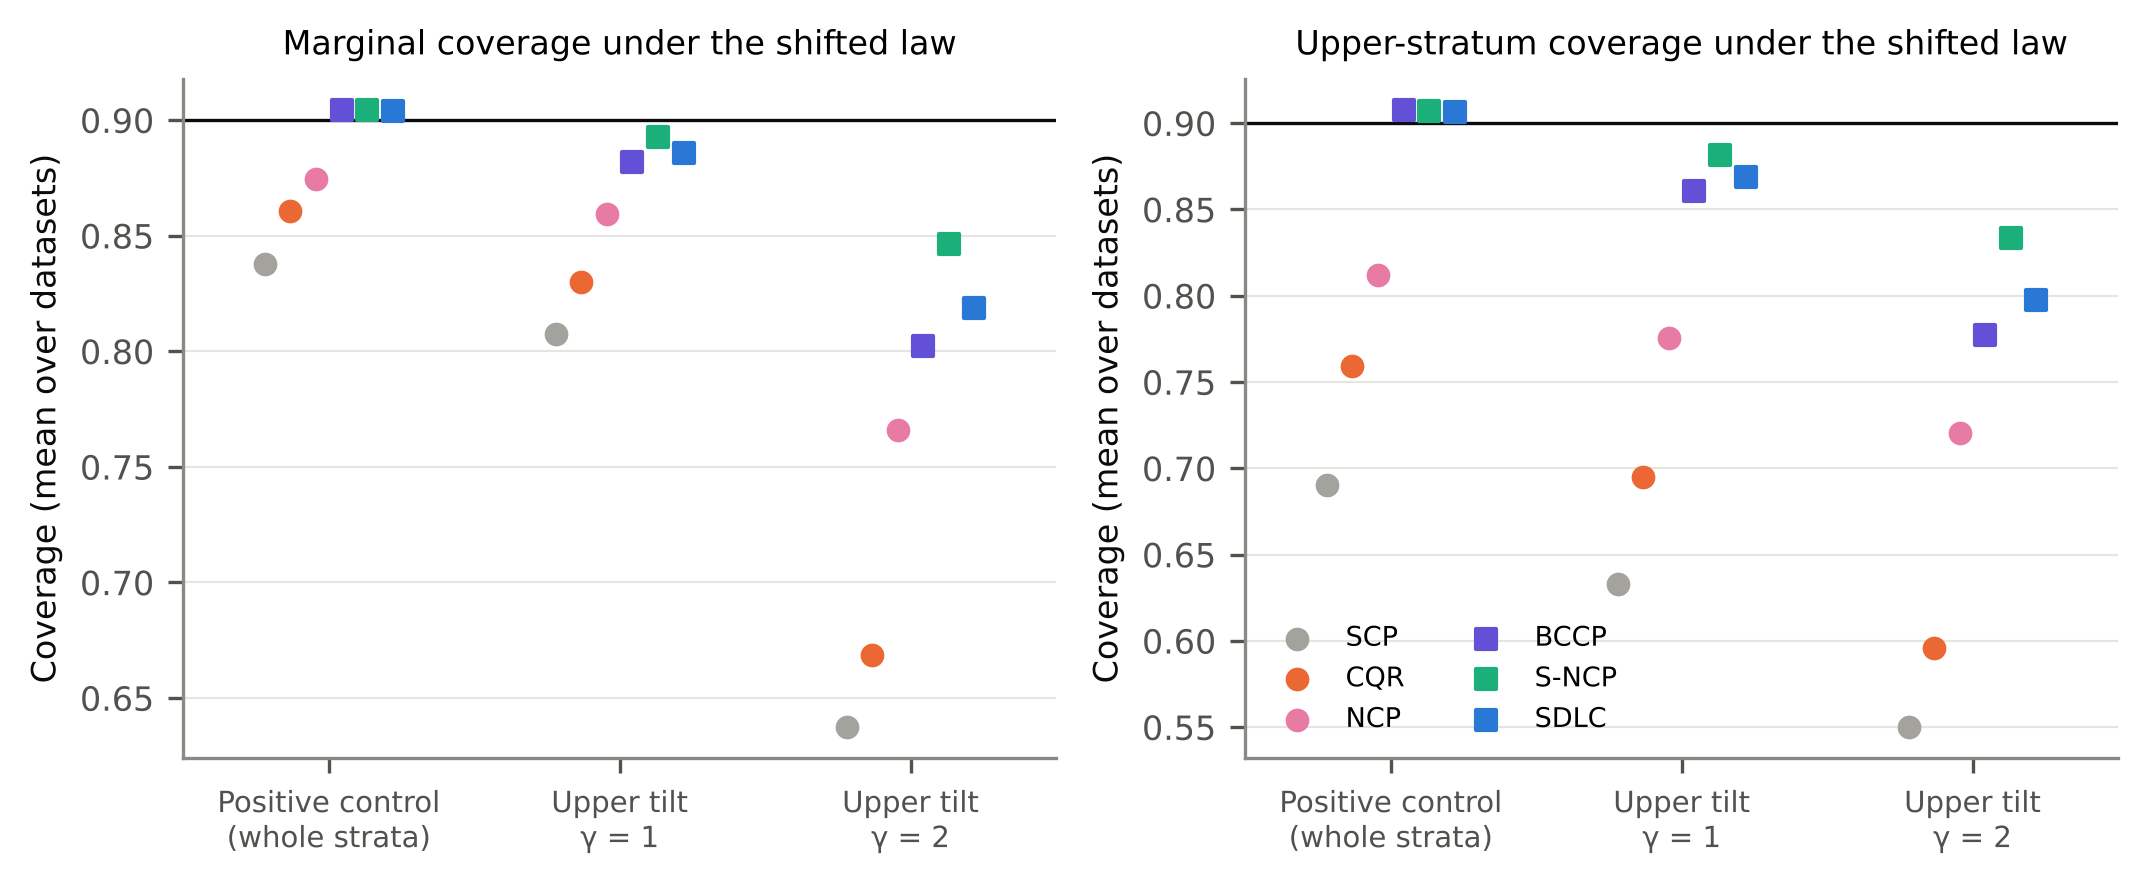 Marginal coverage under the shifted law
Coverage (mean over datasets)
0.90
0.85
0.80
0.75
0.70
0.65
Positive control
(whole strata)
Upper tilt
γ = 1
Upper tilt
γ = 2
Upper-stratum coverage under the shifted law
Coverage (mean over datasets)
0.90
0.85
0.80
0.75
0.70
0.65
0.60
0.55
SCP
CQR
NCP
BCCP
S-NCP
SDLC
Positive control
(whole strata)
Upper tilt
γ = 1
Upper tilt
γ = 2